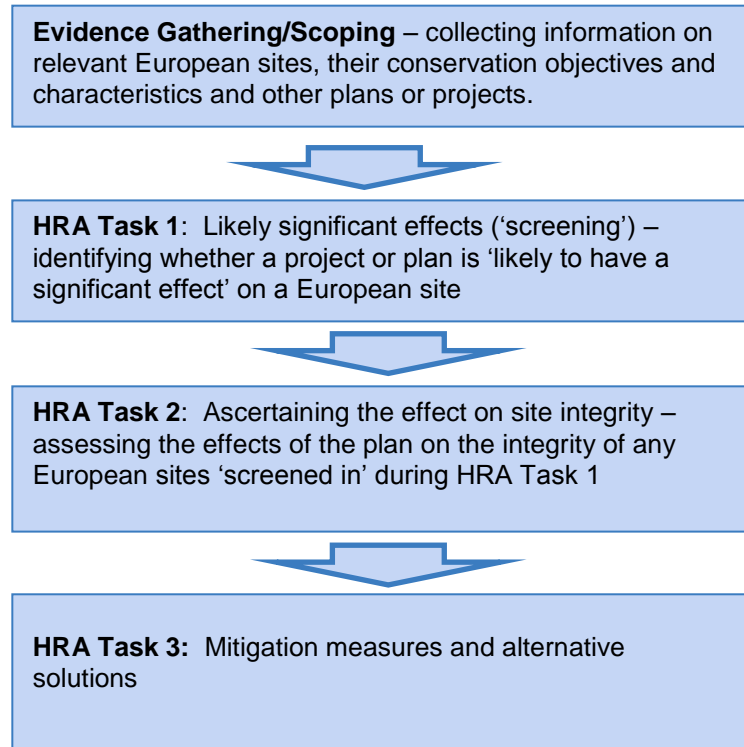 Evidence Gathering/Scoping – collecting information on
relevant European sites, their conservation objectives and
characteristics and other plans or projects.
HRA Task 1:  Likely significant effects (‘screening’) –
identifying whether a project or plan is ‘likely to have a
significant effect’ on a European site
HRA Task 2:  Ascertaining the effect on site integrity –
assessing the effects of the plan on the integrity of any
European sites ‘screened in’ during HRA Task 1
HRA Task 3:  Mitigation measures and alternative
solutions